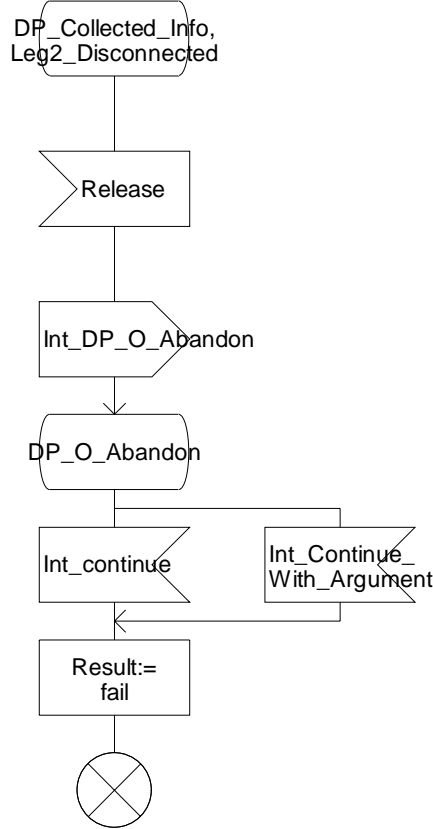 DP_Collected_Info,
Leg2_Disconnected
Release
Int_DP_O_Abandon
DP_O_Abandon
Int_continue
Int_Continue_
With_Argument
Result:=
fail